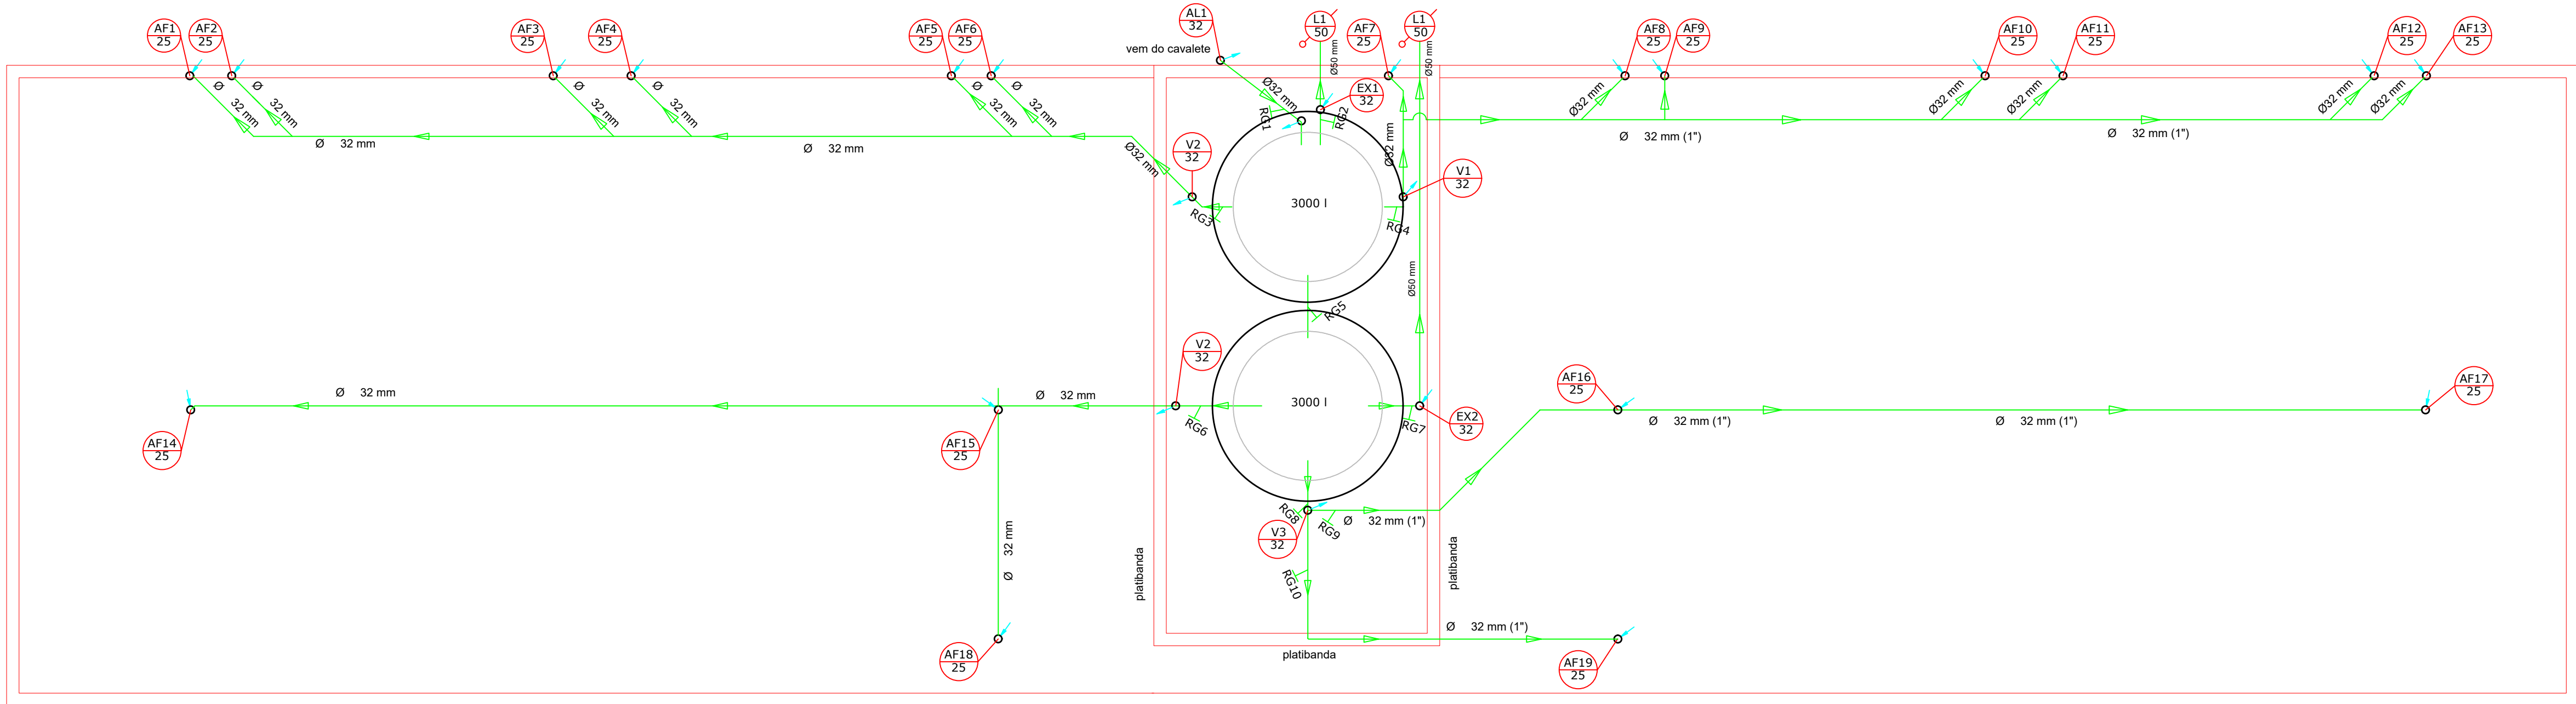 AF1
25
AF2
25
AF3
25
AF4
25
AF5
25
AF6
25
AL1
32
L1
50
AF7
25
L1
50
AF8
25
AF9
25
AF10
25
AF11
25
AF12
25
AF13
25
vem do cavalete
Ø50 mm
Ø50 mm
Ø 32 mm
Ø 32 mm
Ø 32 mm
Ø 32 mm
Ø 32 mm
Ø 32 mm
Ø32 mm
EX1
32
RG1
RG2
Ø32 mm
Ø32 mm
Ø32 mm
Ø32 mm
Ø32 mm
Ø 32 mm
Ø 32 mm
Ø32 mm
V2
32
Ø32 mm
Ø 32 mm (1")
Ø 32 mm (1")
V1
32
3000 l
RG3
RG4
Ø50 mm
RG5
V2
32
Ø 32 mm
Ø 32 mm
3000 l
AF16
25
AF17
25
AF14
25
AF15
25
RG6
RG7
EX2
32
Ø 32 mm (1")
Ø 32 mm (1")
RG8
V3
32
RG9
Ø 32 mm (1")
Ø 32 mm
platibanda
platibanda
RG10
Ø 32 mm (1")
platibanda
AF18
25
AF19
25